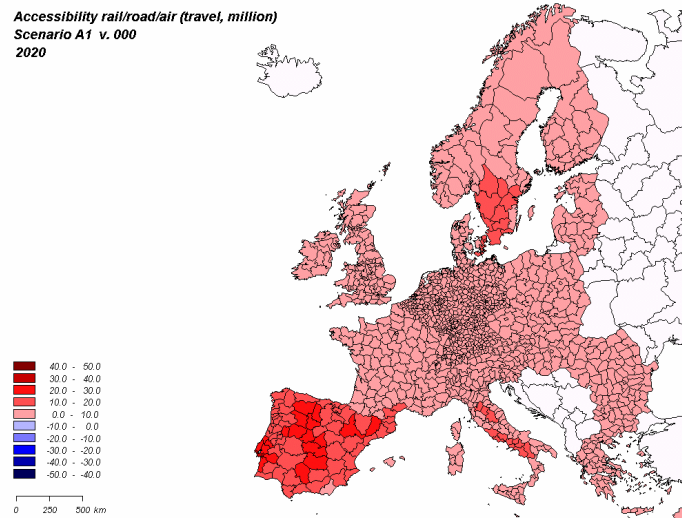 Accessibility rail/road/air (travel, million)
Scenario A1 v. 000
2020
40.0 - 50.0
30.0 - 40.0
20.0 - 30.0
10.0 - 20.0
0.0 - 10.0
-10.0 - 0.0
-20.0 - -10.0
-30.0 - -20.0
-40.0 - -30.0
-50.0 - -40.0
0 250 500 km